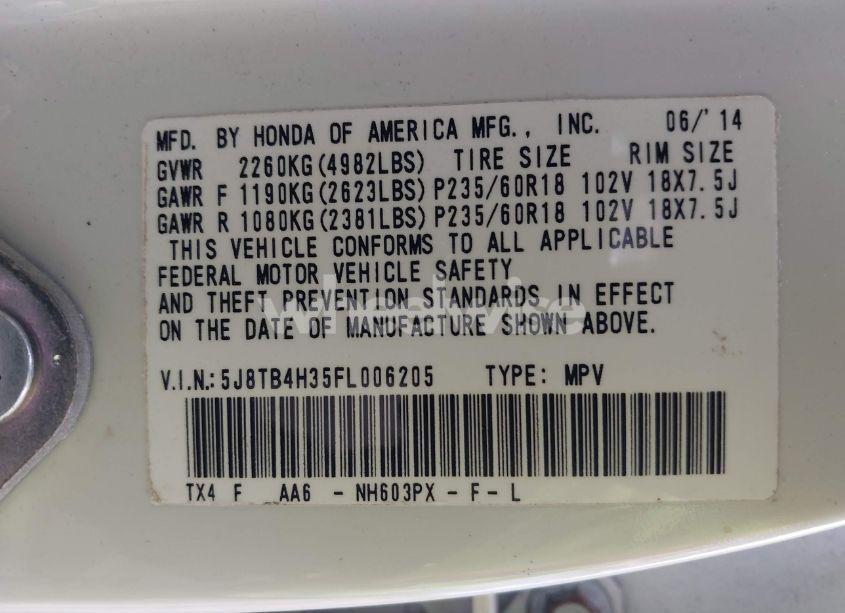 MFD. BY HONDA OF AMERICA MFG., INC. 06/'14
GVWR 2260KG(4982LBS) TIRE SIZE RIM SIZE
GAWR F 1190KG(2623LBS) P235/60R18 102V 18X7.5J
GAWR R 1080KG(2381LBS) P235/60R18 102V 18X7.5J
THIS VEHICLE CONFORMS TO ALL APPLICABLE
FEDERAL MOTOR VEHICLE SAFETY
AND THEFT PREVENTION STANDARDS IN EFFECT
ON THE DATE OF MANUFACTURE SHOWN ABOVE.
V.I.N.: 5J8TB4H35FL006205 TYPE: MPV
TX4 F AA6 - NH603PX - F - L